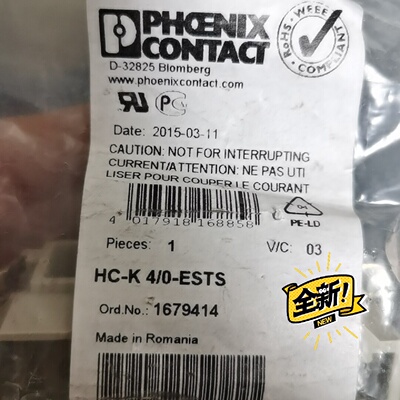 PHŒNIX
CONTACT
RoHS - WEEE
COMPLIANT
D-32825 Blomberg
www.phoenixcontact.com
Date: 2015-03-11
CAUTION: NOT FOR INTERRUPTING
CURRENT/ATTENTION: NE PAS UTI
LISER POUR COUPER LE COURANT
4 017918 168858
PE-LD
Pieces: 1 V/C: 03
HC-K 4/0-ESTS
全新!
NEW
Ord.No.: 1679414
Made in Romania